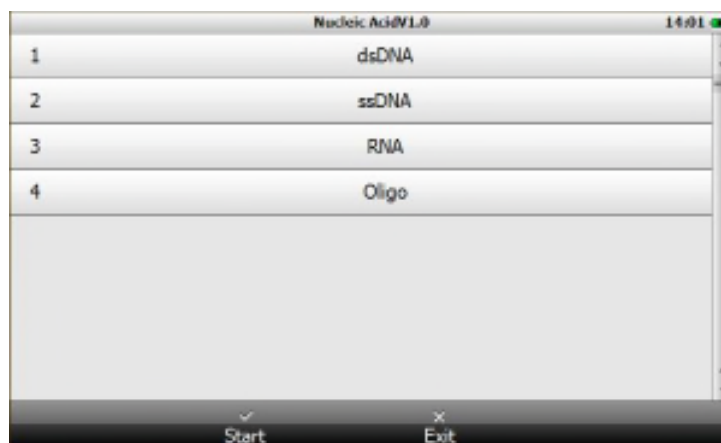 Nucleic AcidV1.0 14:01
1 dsDNA
2 ssDNA
3 RNA
4 Oligo
Start Exit